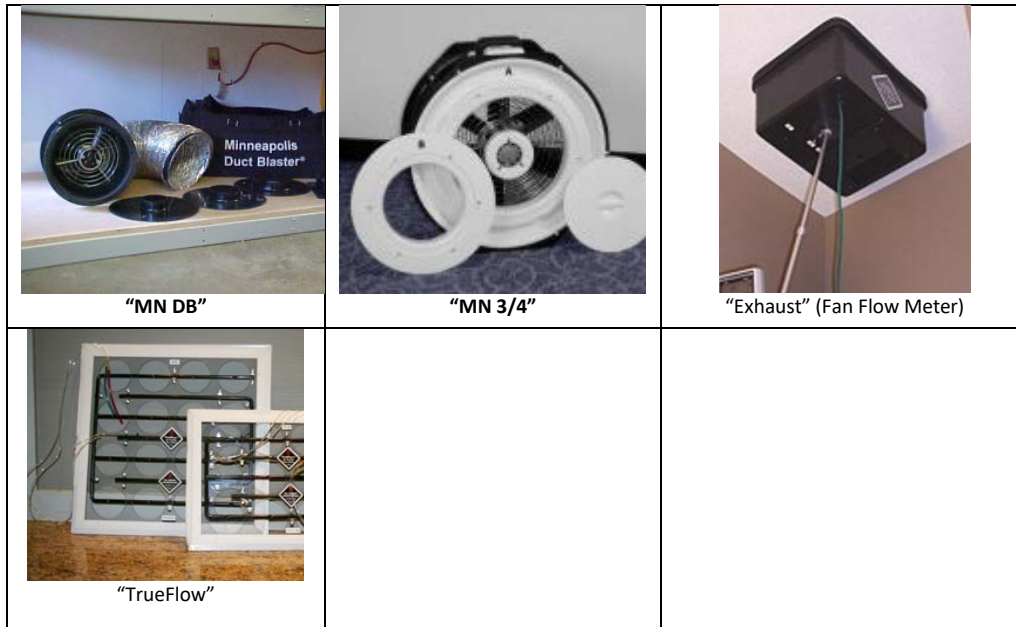 Minneapolis
Duct Blaster®
A
B
“MN DB”
“MN 3/4”
“Exhaust” (Fan Flow Meter)
“TrueFlow”